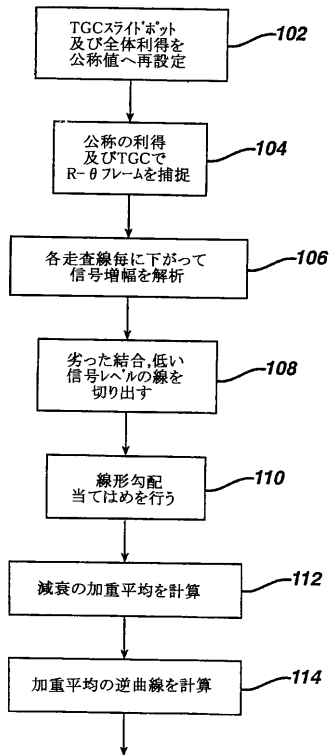 TGCスライドポット
及び全体利得を
公称値へ再設定
102
公称の利得
及びTGCで
R-θフレームを捕捉
104
各走査線毎に下がって
信号増幅を解析
106
劣った結合,低い
信号レベルの線を
切り出す
108
線形勾配
当てはめを行う
110
減衰の加重平均を計算
112
加重平均の逆曲線を計算
114